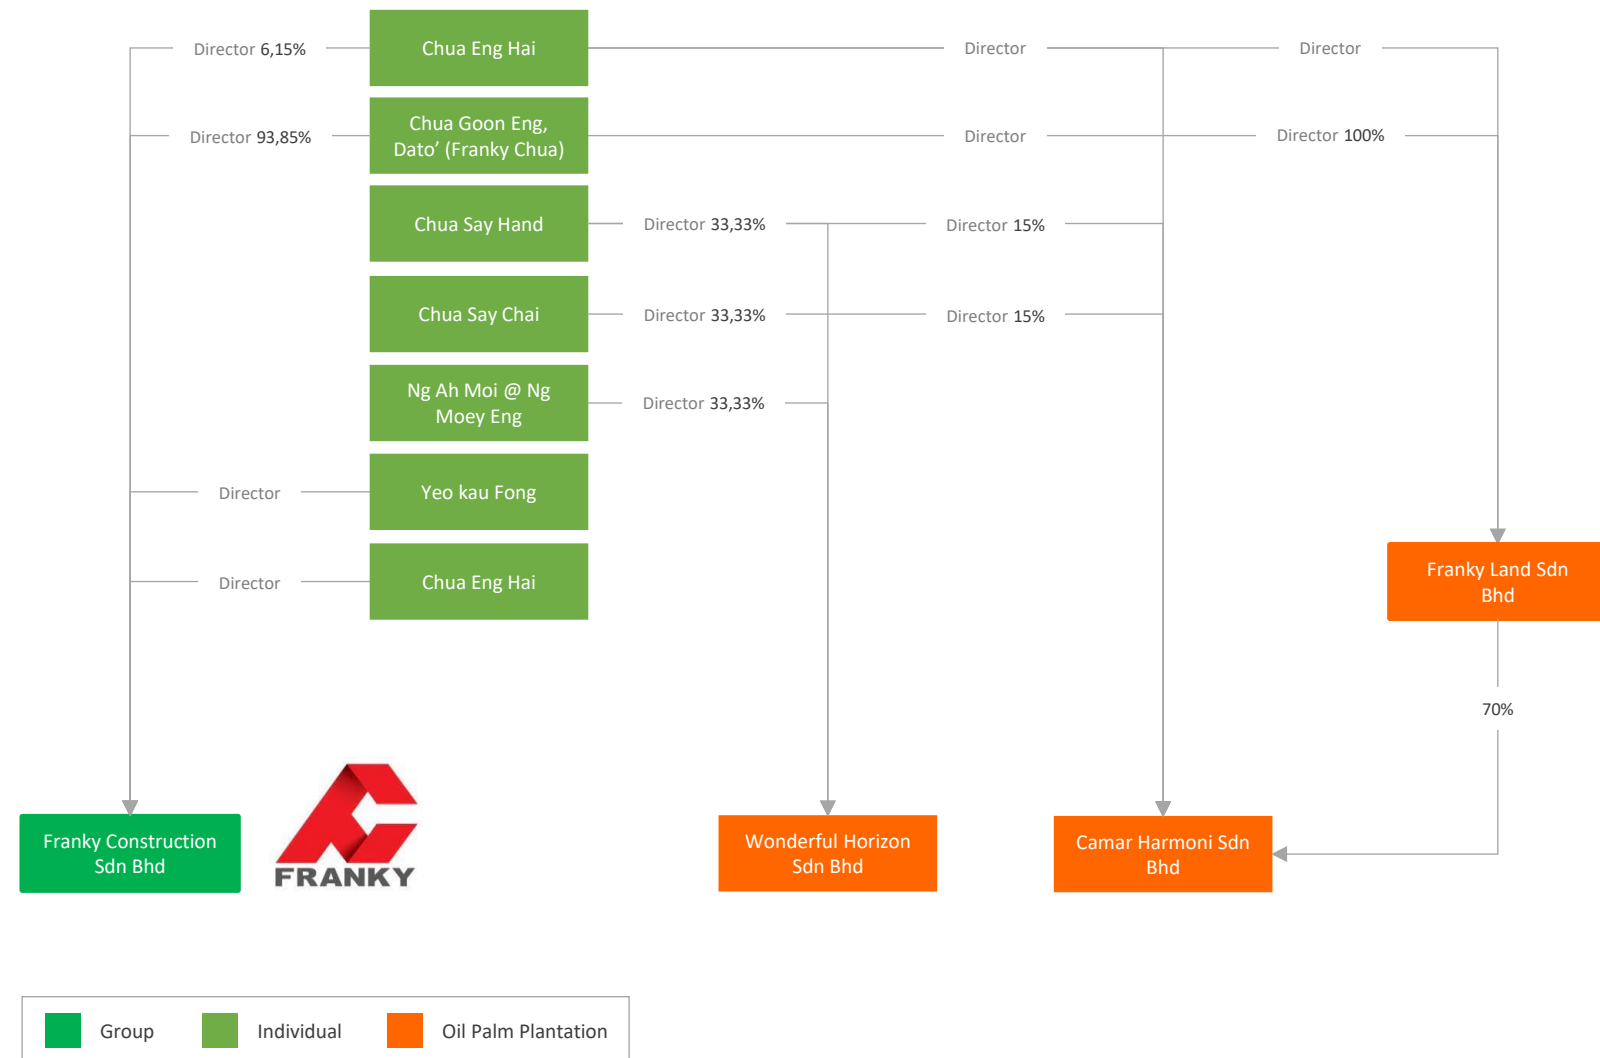 Director 6,15%
Chua Eng Hai
Director
Director
Director 93,85%
Chua Goon Eng,
Dato’ (Franky Chua)
Director
Director 100%
Chua Say Hand
Director 33,33%
Director 15%
Chua Say Chai
Director 33,33%
Director 15%
Ng Ah Moi @ Ng
Moey Eng
Director 33,33%
Director
Yeo kau Fong
Director
Chua Eng Hai
Franky Land Sdn
Bhd
70%
Franky Construction
Sdn Bhd
FRANKY
Wonderful Horizon
Sdn Bhd
Camar Harmoni Sdn
Bhd
Group
Individual
Oil Palm Plantation